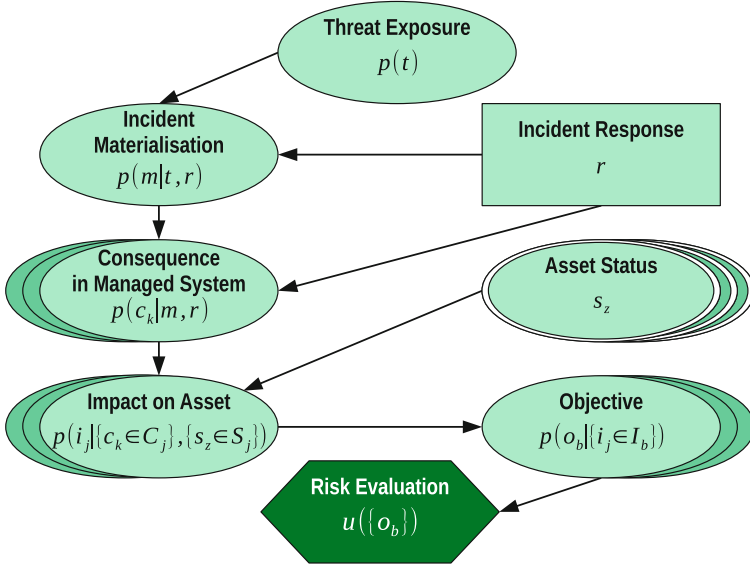 Threat Exposure
p(t)
Incident
Materialisation
p(m|t,r)
Incident Response
r
Consequence
in Managed System
p(c_k|m,r)
Asset Status
s_z
Impact on Asset
p(i_j|{c_k∈C_j},{s_z∈S_j})
Objective
p(o_b|{i_j∈I_b})
Risk Evaluation
u({o_b})